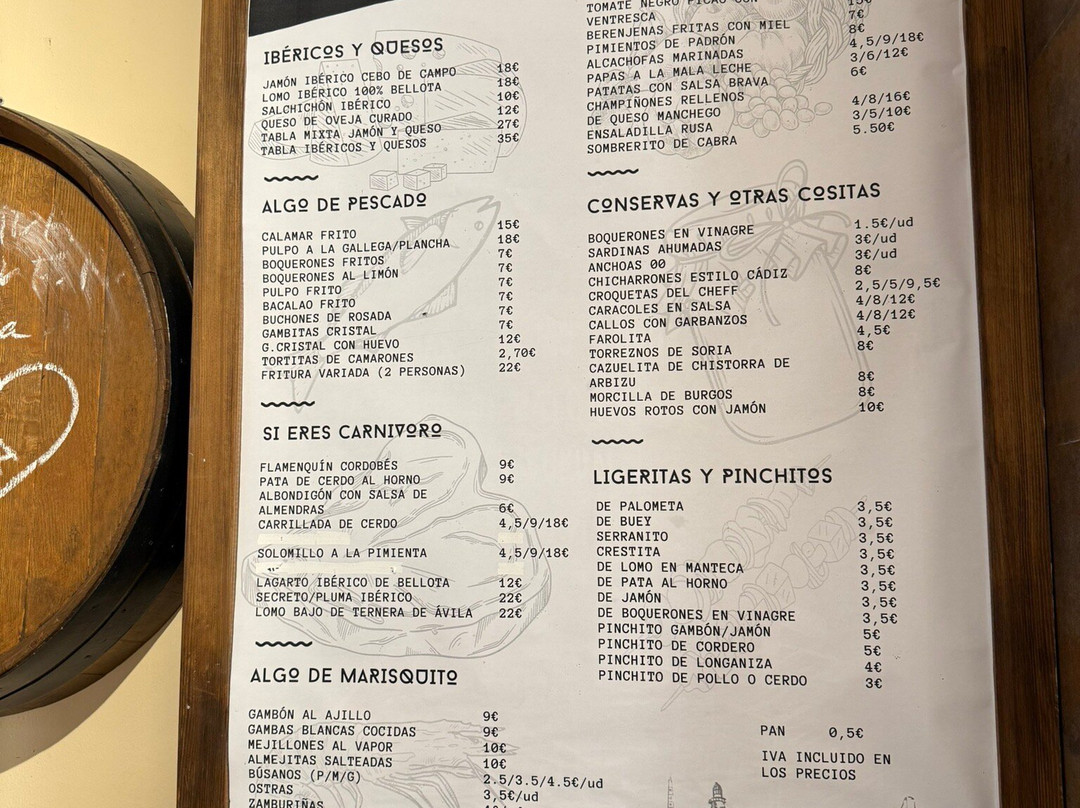 IBÉRICOS Y QUESOS
JAMÓN IBÉRICO CEBO DE CAMPO 18€
LOMO IBÉRICO 100% BELLOTA 18€
SALCHICHÓN IBÉRICO 10€
QUESO DE OVEJA CURADO 12€
TABLA MIXTA JAMÓN Y QUESO 27€
TABLA IBÉRICOS Y QUESOS 35€
ALGO DE PESCADO
CALAMAR FRITO 15€
PULPO A LA GALLEGA/PLANCHA 18€
BOQUERONES FRITOS 7€
BOQUERONES AL LIMÓN 7€
PULPO FRITO 7€
BACALAO FRITO 7€
BUCHONES DE ROSADA 7€
GAMBITAS CRISTAL 7€
G.CRISTAL CON HUEVO 12€
TORTITAS DE CAMARONES 2,70€
FRITURA VARIADA (2 PERSONAS) 22€
SI ERES CARNIVORO
FLAMENQUÍN CORDOBÉS 9€
PATA DE CERDO AL HORNO 9€
ALBONDIGÓN CON SALSA DE
ALMENDRAS 6€
CARRILLADA DE CERDO 4,5/9/18€
SOLOMILLO A LA PIMIENTA 4,5/9/18€
LAGARTO IBÉRICO DE BELLOTA 12€
SECRETO/PLUMA IBÉRICO 22€
LOMO BAJO DE TERNERA DE ÁVILA 22€
ALGO DE MARISQUITO
GAMBÓN AL AJILLO 9€
GAMBAS BLANCAS COCIDAS 9€
MEJILLONES AL VAPOR 10€
ALMEJITAS SALTEADAS 10€
BÚSANOS (P/M/G) 2.5/3.5/4.5€/ud
OSTRAS 3,5€/ud
ZAMBURIÑAS
TOMATE NEGRO PICAO CON
VENTRESCA 15€
BERENJENAS FRITAS CON MIEL 7€
PIMIENTOS DE PADRÓN 8€
ALCACHOFAS MARINADAS 4,5/9/18€
PAPAS A LA MALA LECHE 3/6/12€
PATATAS CON SALSA BRAVA 6€
CHAMPIÑONES RELLENOS
DE QUESO MANCHEGO 4/8/16€
ENSALADILLA RUSA 3/5/10€
SOMBRERITO DE CABRA 5.50€
CONSERVAS Y OTRAS COSITAS
BOQUERONES EN VINAGRE 1.5€/ud
SARDINAS AHUMADAS 3€/ud
ANCHOAS 00 3€/ud
CHICHARRONES ESTILO CÁDIZ 8€
CROQUETAS DEL CHEFF 2,5/5/9,5€
CARACOLES EN SALSA 4/8/12€
CALLOS CON GARBANZOS 4/8/12€
FAROLITA 4,5€
TORREZNOS DE SORIA 8€
CAZUELITA DE CHISTORRA DE
ARBIZU 8€
MORCILLA DE BURGOS 8€
HUEVOS ROTOS CON JAMÓN 10€
LIGERITAS Y PINCHITOS
DE PALOMETA 3,5€
DE BUEY 3,5€
SERRANITO 3,5€
CRESTITA 3,5€
DE LOMO EN MANTECA 3,5€
DE PATA AL HORNO 3,5€
DE JAMÓN 3,5€
DE BOQUERONES EN VINAGRE 3,5€
PINCHITO GAMBÓN/JAMÓN 5€
PINCHITO DE CORDERO 5€
PINCHITO DE LONGANIZA 4€
PINCHITO DE POLLO O CERDO 3€
PAN 0,5€
IVA INCLUIDO EN
LOS PRECIOS